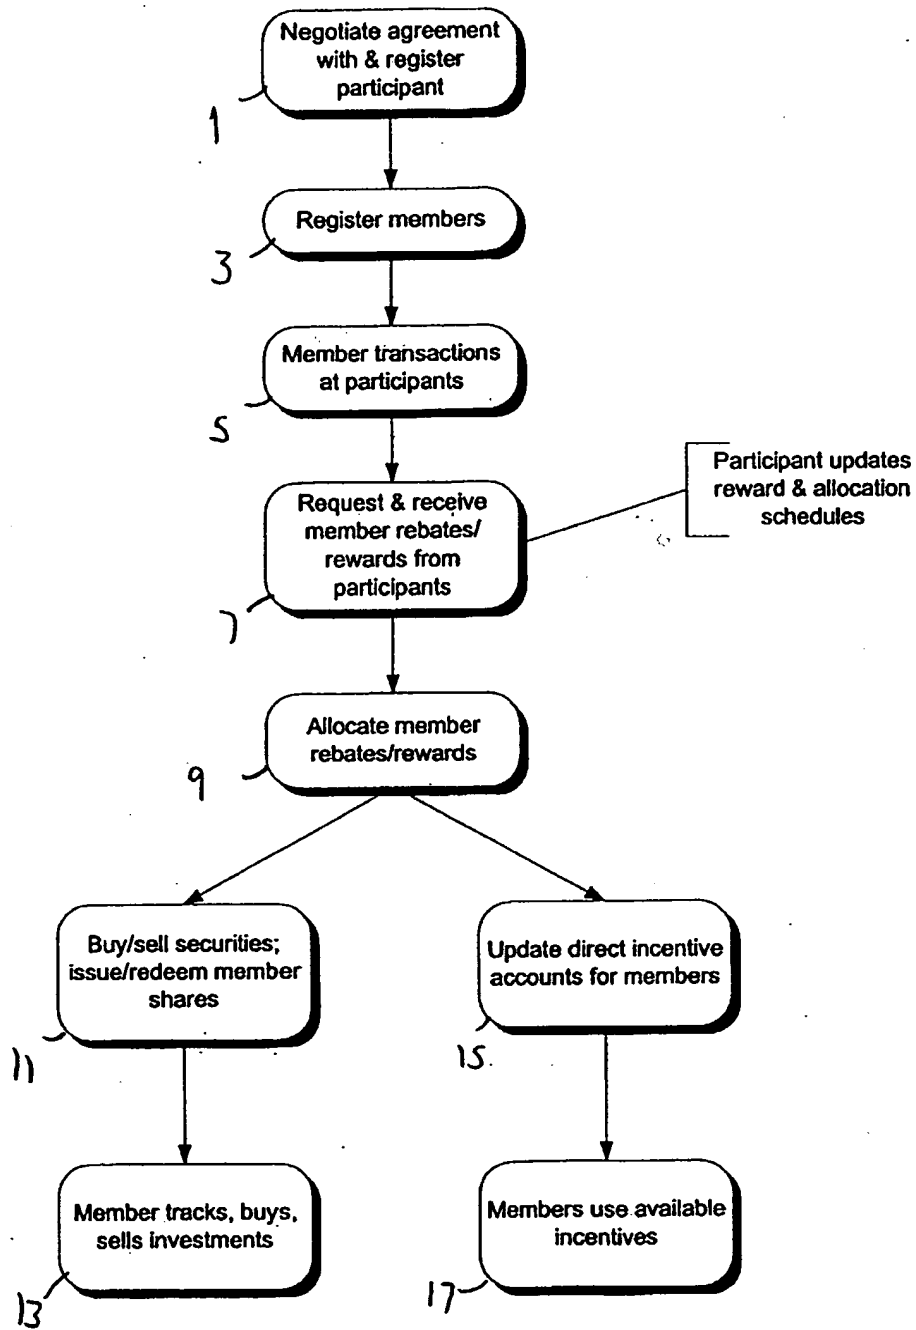 Negotiate agreement
with & register
participant
1
Register members
3
Member transactions
at participants
5
Participant updates
reward & allocation
schedules
Request & receive
member rebates/
rewards from
participants
7
Allocate member
rebates/rewards
9
Buy/sell securities;
issue/redeem member
shares
11
Update direct incentive
accounts for members
15
Member tracks, buys,
sells investments
13
Members use available
incentives
17